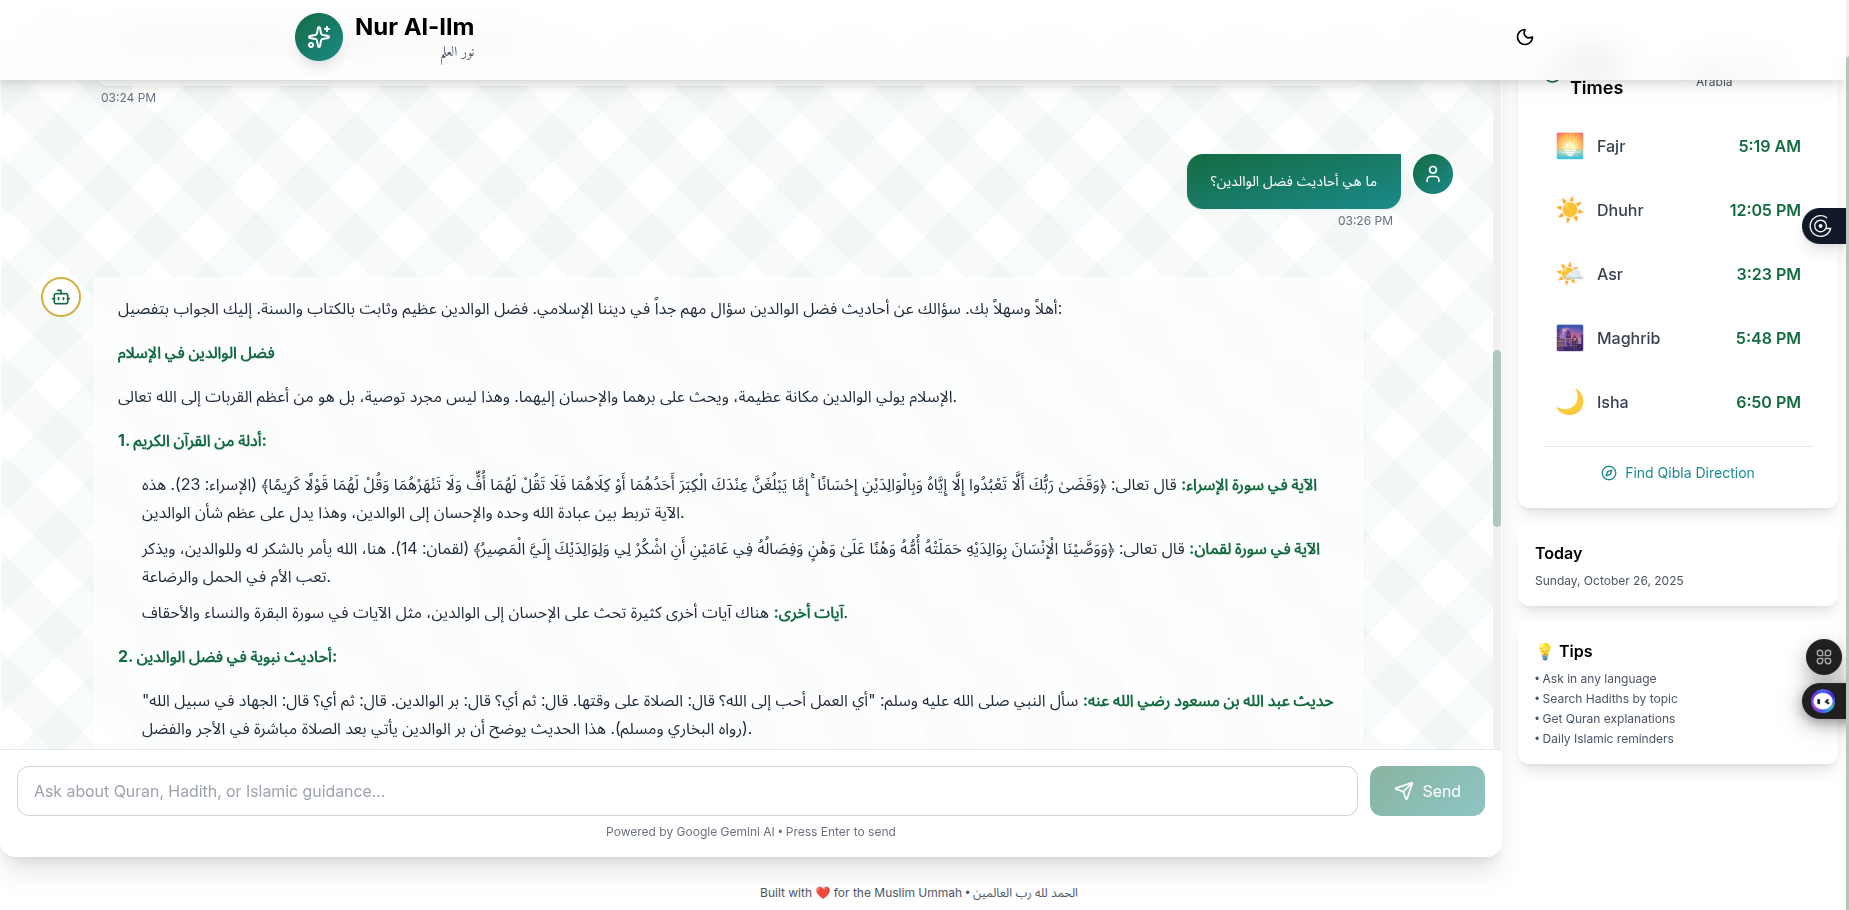 Nur Al-Ilm
نور العلم
03:24 PM
ما هي أحاديث فضل الوالدين؟
03:26 PM
أهلاً وسهلاً بك. سؤالك عن أحاديث فضل الوالدين سؤال مهم جداً في ديننا الإسلامي. فضل الوالدين عظيم وثابت بالكتاب والسنة. إليك الجواب بتفصيل:
فضل الوالدين في الإسلام
الإسلام يولي الوالدين مكانة عظيمة، ويحث على برهما والإحسان إليهما. وهذا ليس مجرد توصية، بل هو من أعظم القربات إلى الله تعالى.
1. أدلة من القرآن الكريم:
الآية في سورة الإسراء: قال تعالى: ﴿وَقَضَىٰ رَبُّكَ أَلَّا تَعْبُدُوا إِلَّا إِيَّاهُ وَبِالْوَالِدَيْنِ إِحْسَانًا ۚ إِمَّا يَبْلُغَنَّ عِندَكَ الْكِبَرَ أَحَدُهُمَا أَوْ كِلَاهُمَا فَلَا تَقُلْ لَهُمَا أُفٍّ وَلَا تَنْهَرْهُمَا وَقُلْ لَهُمَا قَوْلًا كَرِيمًا﴾ (الإسراء: 23). هذه
الآية تربط بين عبادة الله وحده والإحسان إلى الوالدين، وهذا يدل على عظم شأن الوالدين.
الآية في سورة لقمان: قال تعالى: ﴿وَوَصَّيْنَا الْإِنْسَانَ بِوَالِدَيْهِ حَمَلَتْهُ أُمُّهُ وَهْنًا عَلَىٰ وَهْنٍ وَفِصَالُهُ فِي عَامَيْنِ أَنِ اشْكُرْ لِي وَلِوَالِدَيْكَ إِلَيَّ الْمَصِيرُ﴾ (لقمان: 14). هنا، الله يأمر بالشكر له وللوالدين، ويذكر
تعب الأم في الحمل والرضاعة.
آيات أخرى: هناك آيات أخرى كثيرة تحث على الإحسان إلى الوالدين، مثل الآيات في سورة البقرة والنساء والأحقاف.
2. أحاديث نبوية في فضل الوالدين:
حديث عبد الله بن مسعود رضي الله عنه: سأل النبي صلى الله عليه وسلم: "أي العمل أحب إلى الله؟ قال: الصلاة على وقتها. قال: ثم أي؟ قال: بر الوالدين. قال: ثم أي؟ قال: الجهاد في سبيل الله"
(رواه البخاري ومسلم). هذا الحديث يوضح أن بر الوالدين يأتي بعد الصلاة مباشرة في الأجر والفضل.
Ask about Quran, Hadith, or Islamic guidance...
Send
Powered by Google Gemini AI • Press Enter to send
Times
Arabia
Fajr 5:19 AM
Dhuhr 12:05 PM
Asr 3:23 PM
Maghrib 5:48 PM
Isha 6:50 PM
Find Qibla Direction
Today
Sunday, October 26, 2025
💡 Tips
• Ask in any language
• Search Hadiths by topic
• Get Quran explanations
• Daily Islamic reminders
Built with ❤️ for the Muslim Ummah • الحمد لله رب العالمين